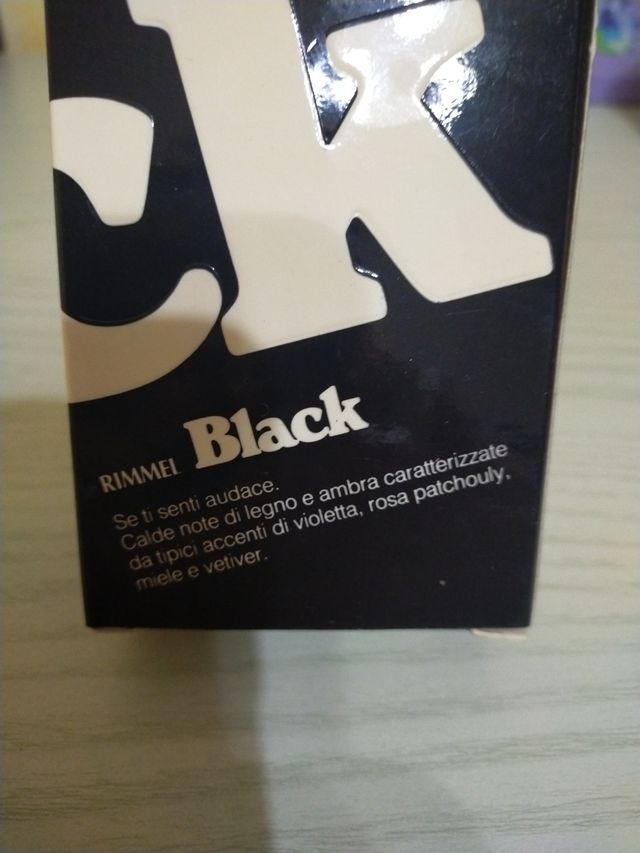 ck
RIMMEL Black
Se ti senti audace.
Calde note di legno e ambra caratterizzate
da tipici accenti di violetta, rosa patchouly,
miele e vetiver.